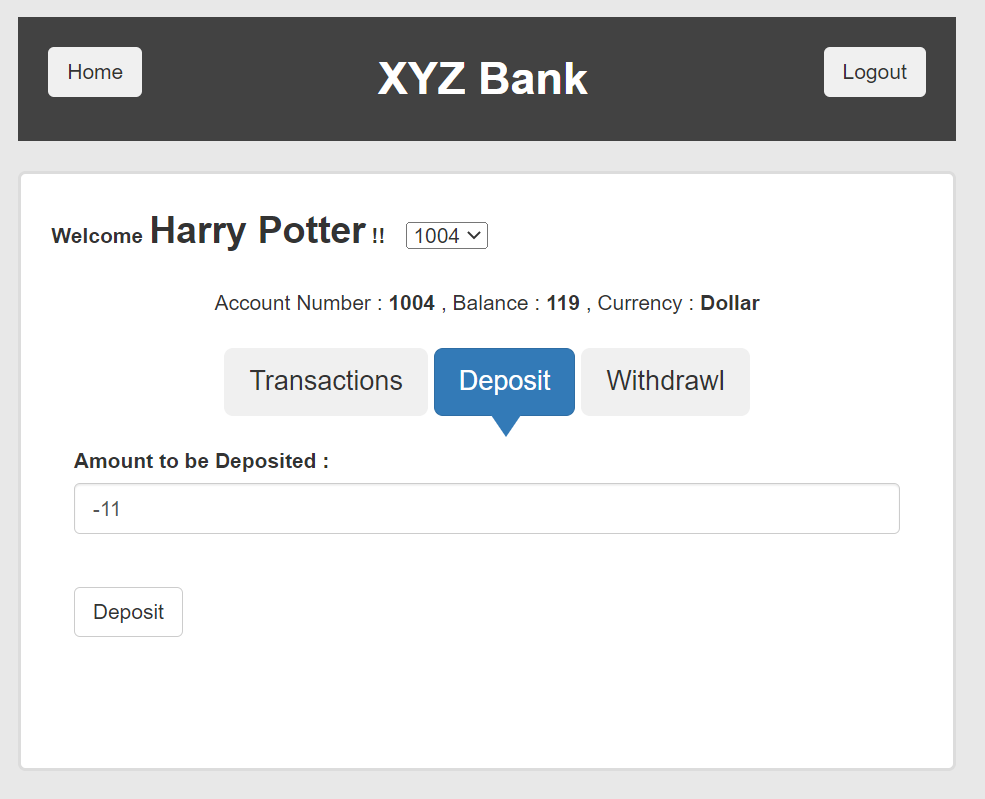 Home XYZ Bank Logout
Welcome Harry Potter !! 1004
Account Number : 1004 , Balance : 119 , Currency : Dollar
Transactions Deposit Withdrawl
Amount to be Deposited :
-11
Deposit